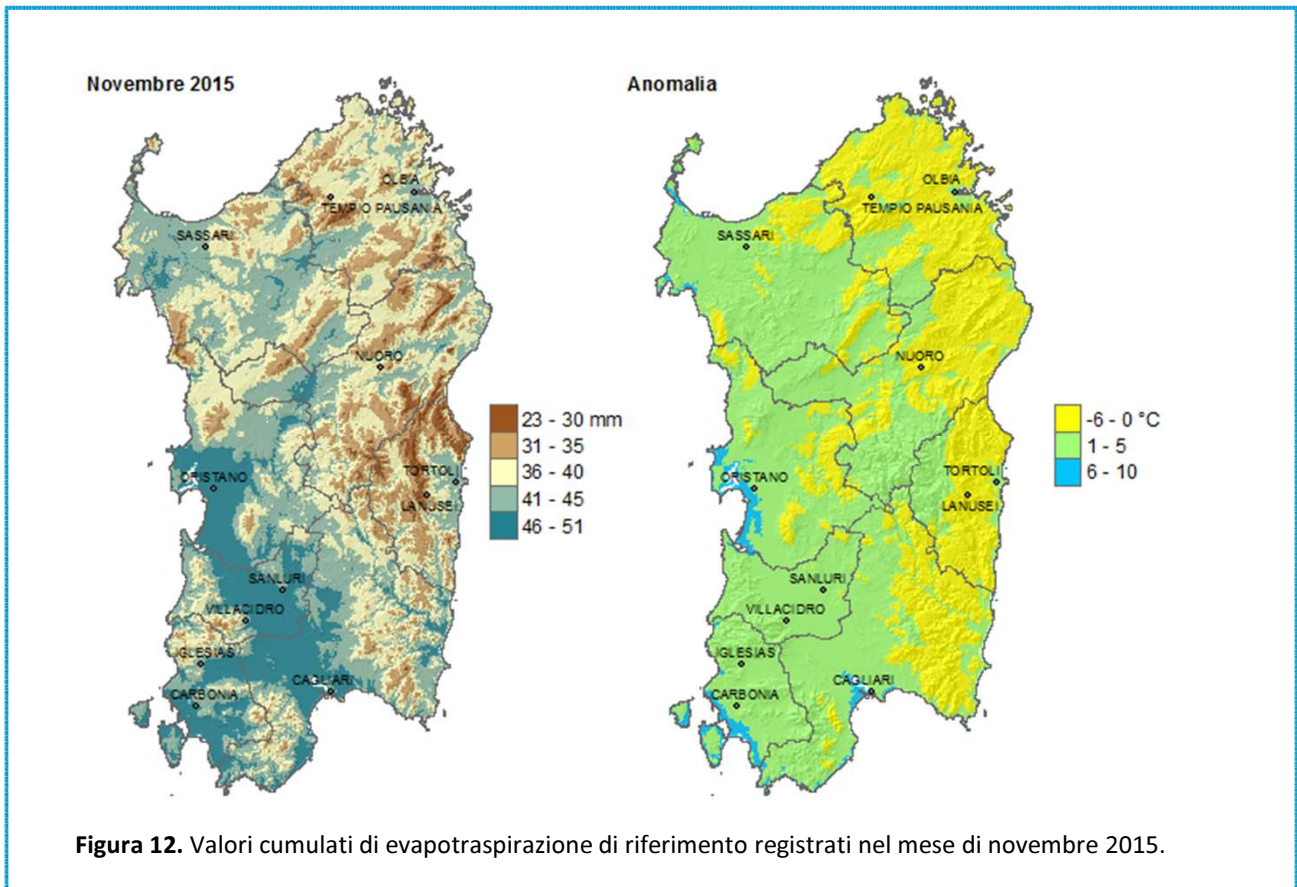 Novembre 2015
OLBIA
TEMPIO PAUSANIA
SASSARI
NUORO
ORISTANO
TORTOLI
LANUSEI
SANLURI
VILLACIDRO
IGLESIAS
CAGLIARI
CARBONIA
23 - 30 mm
31 - 35
36 - 40
41 - 45
46 - 51
Anomalia
OLBIA
TEMPIO PAUSANIA
SASSARI
NUORO
ORISTANO
TORTOLI
LANUSEI
SANLURI
VILLACIDRO
IGLESIAS
CAGLIARI
CARBONIA
-6 - 0 °C
1 - 5
6 - 10
Figura 12. Valori cumulati di evapotraspirazione di riferimento registrati nel mese di novembre 2015.